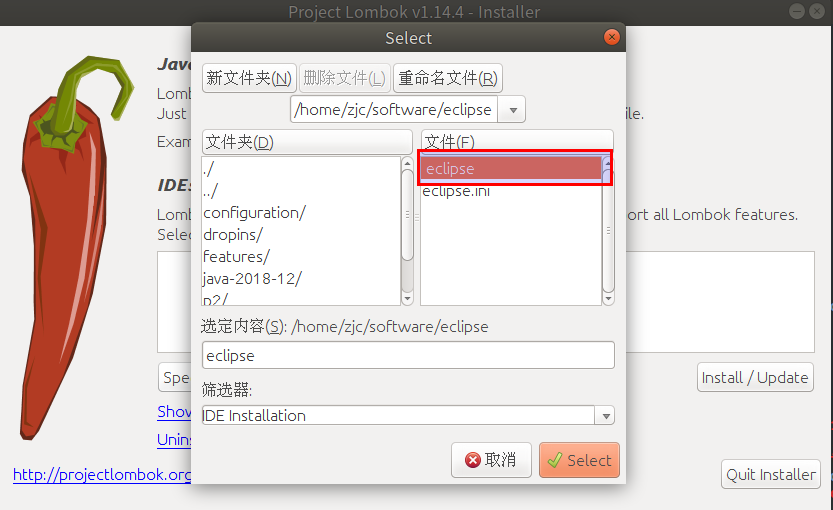 Project Lombok v1.14.4 - Installer
Select
新文件夹(N) 删除文件(L) 重命名文件(R)
/home/zjc/software/eclipse
文件夹(D) 文件(F)
./
../
configuration/
dropins/
features/
java-2018-12/
p2/
eclipse
eclipse.ini
选定内容(S): /home/zjc/software/eclipse
eclipse
筛选器:
IDE Installation
取消 Select
Java
Lomb
Just ile.
Exam
IDEs
Lomb ort all Lombok features.
Selec
Spe Install / Update
Show
Unins
http://projectlombok.org Quit Installer